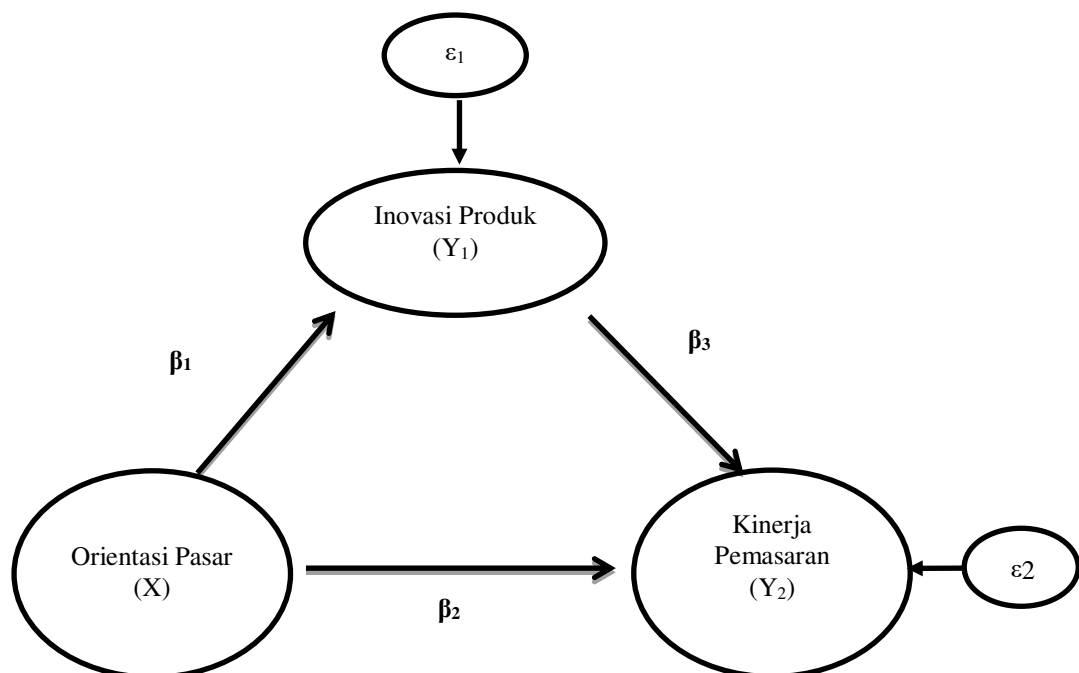 ε₁
Inovasi Produk
(Y₁)
β₁
β₃
Orientasi Pasar
(X)
β₂
Kinerja
Pemasaran
(Y₂)
ε2